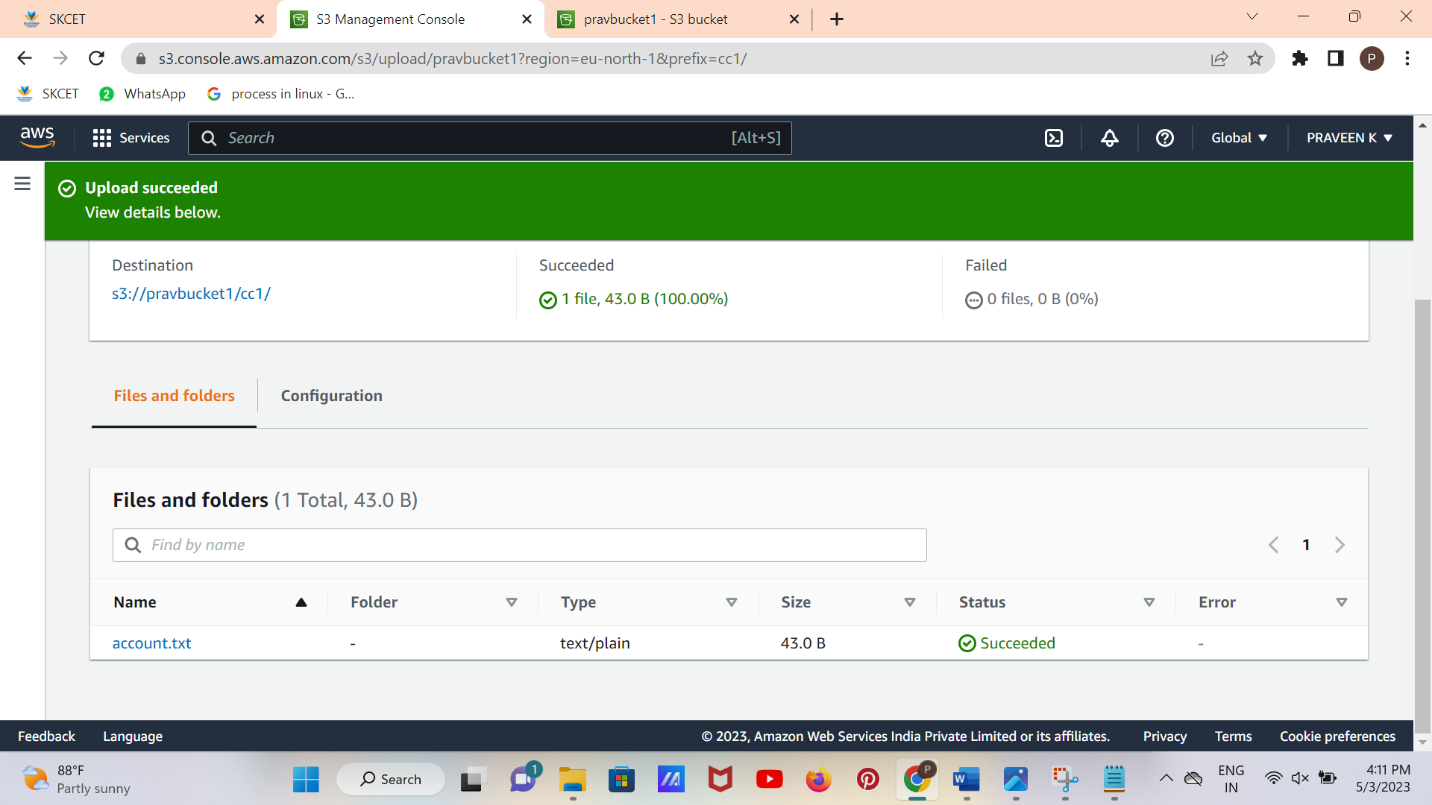 SKCET
S3 Management Console
pravbucket1 - S3 bucket
s3.console.aws.amazon.com/s3/upload/pravbucket1?region=eu-north-1&prefix=cc1/
P
SKCET
2
WhatsApp
process in linux - G...
aws
Services
Search
[Alt+S]
Global
PRAVEEN K
Upload succeeded
View details below.
Destination
Succeeded
Failed
s3://pravbucket1/cc1/
1 file, 43.0 B (100.00%)
0 files, 0 B (0%)
Files and folders
Configuration
Files and folders (1 Total, 43.0 B)
Find by name
1
Name
Folder
Type
Size
Status
Error
account.txt
-
text/plain
43.0 B
Succeeded
-
Feedback
Language
© 2023, Amazon Web Services India Private Limited or its affiliates.
Privacy
Terms
Cookie preferences
88°F
Partly sunny
Search
1
P
W
ENG
IN
4:11 PM
5/3/2023